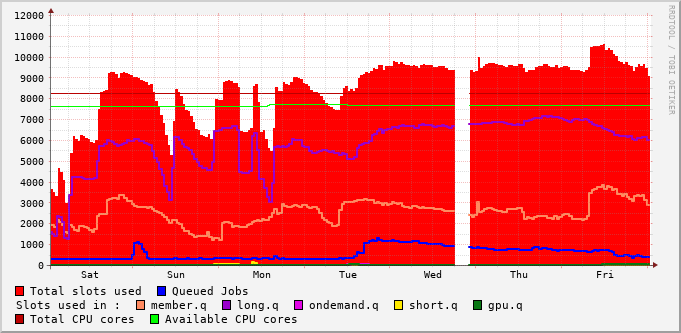 RRDTOOL / TOBI OETIKER
12000
11000
10000
9000
8000
7000
6000
5000
4000
3000
2000
1000
0
Sat Sun Mon Tue Wed Thu Fri
Total slots used Queued Jobs
Slots used in : member.q long.q ondemand.q short.q gpu.q
Total CPU cores Available CPU cores